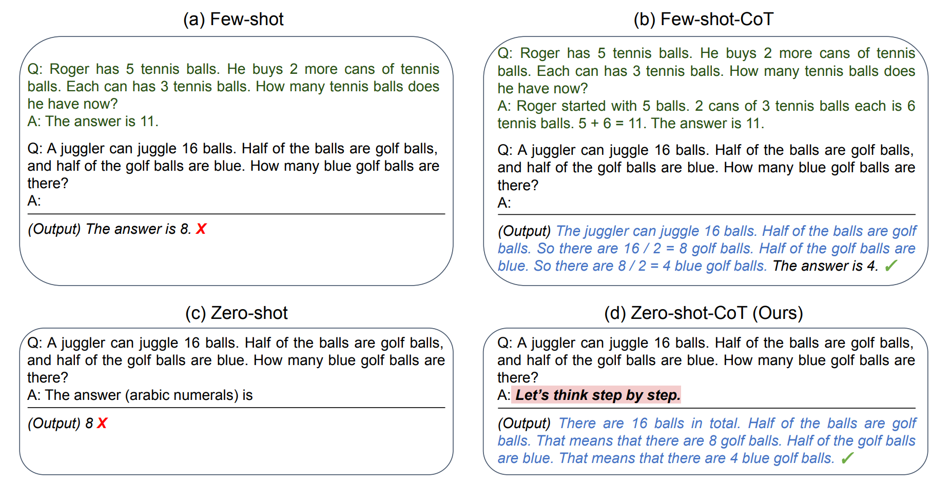 (a) Few-shot
Q: Roger has 5 tennis balls. He buys 2 more cans of tennis
balls. Each can has 3 tennis balls. How many tennis balls does
he have now?
A: The answer is 11.
Q: A juggler can juggle 16 balls. Half of the balls are golf balls,
and half of the golf balls are blue. How many blue golf balls are
there?
A:
(Output) The answer is 8. X
(b) Few-shot-CoT
Q: Roger has 5 tennis balls. He buys 2 more cans of tennis
balls. Each can has 3 tennis balls. How many tennis balls does
he have now?
A: Roger started with 5 balls. 2 cans of 3 tennis balls each is 6
tennis balls. 5 + 6 = 11. The answer is 11.
Q: A juggler can juggle 16 balls. Half of the balls are golf balls,
and half of the golf balls are blue. How many blue golf balls are
there?
A:
(Output) The juggler can juggle 16 balls. Half of the balls are golf
balls. So there are 16 / 2 = 8 golf balls. Half of the golf balls are
blue. So there are 8 / 2 = 4 blue golf balls. The answer is 4. ✓
(c) Zero-shot
Q: A juggler can juggle 16 balls. Half of the balls are golf balls,
and half of the golf balls are blue. How many blue golf balls are
there?
A: The answer (arabic numerals) is
(Output) 8 X
(d) Zero-shot-CoT (Ours)
Q: A juggler can juggle 16 balls. Half of the balls are golf balls,
and half of the golf balls are blue. How many blue golf balls are
there?
A: Let's think step by step.
(Output) There are 16 balls in total. Half of the balls are golf
balls. That means that there are 8 golf balls. Half of the golf balls
are blue. That means that there are 4 blue golf balls. ✓